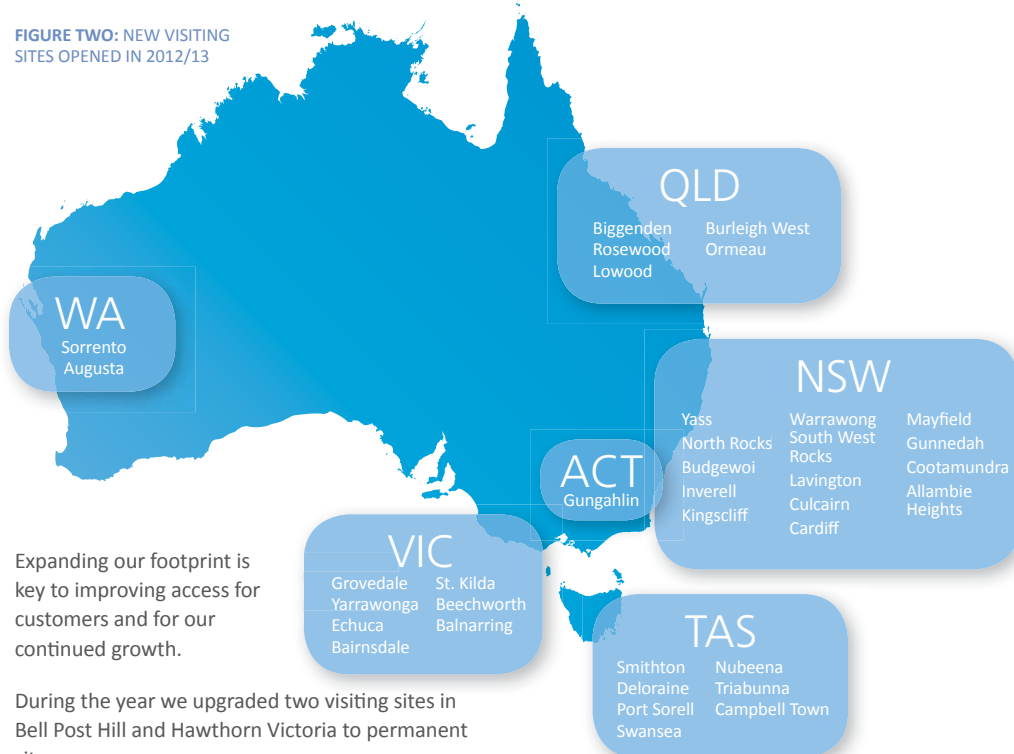 FIGURE TWO: NEW VISITING
SITES OPENED IN 2012/13
QLD
Biggenden
Rosewood
Lowood
Burleigh West
Ormeau
WA
Sorrento
Augusta
NSW
Yass
North Rocks
Budgewoi
Inverell
Kingscliff
Warrawong
South West
Rocks
Lavington
Culcairn
Cardiff
Mayfield
Gunnedah
Cootamundra
Allambie
Heights
ACT
Gungahlin
VIC
Grovedale
Yarrawonga
Echuca
Bairnsdale
St. Kilda
Beechworth
Balnarring
TAS
Smithton
Deloraine
Port Sorell
Swansea
Nubeena
Triabunna
Campbell Town
Expanding our footprint is
key to improving access for
customers and for our
continued growth.
During the year we upgraded two visiting sites in
Bell Post Hill and Hawthorn Victoria to permanent